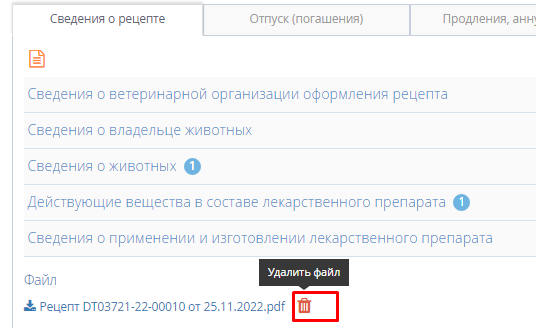 Сведения о рецепте
Отпуск (погашения)
Продления, анну
Сведения о ветеринарной организации оформления рецепта
Сведения о владельце животных
Сведения о животных 1
Действующие вещества в составе лекарственного препарата 1
Сведения о применении и изготовлении лекарственного препарата
Удалить файл
Файл
Рецепт DT03721-22-00010 от 25.11.2022.pdf